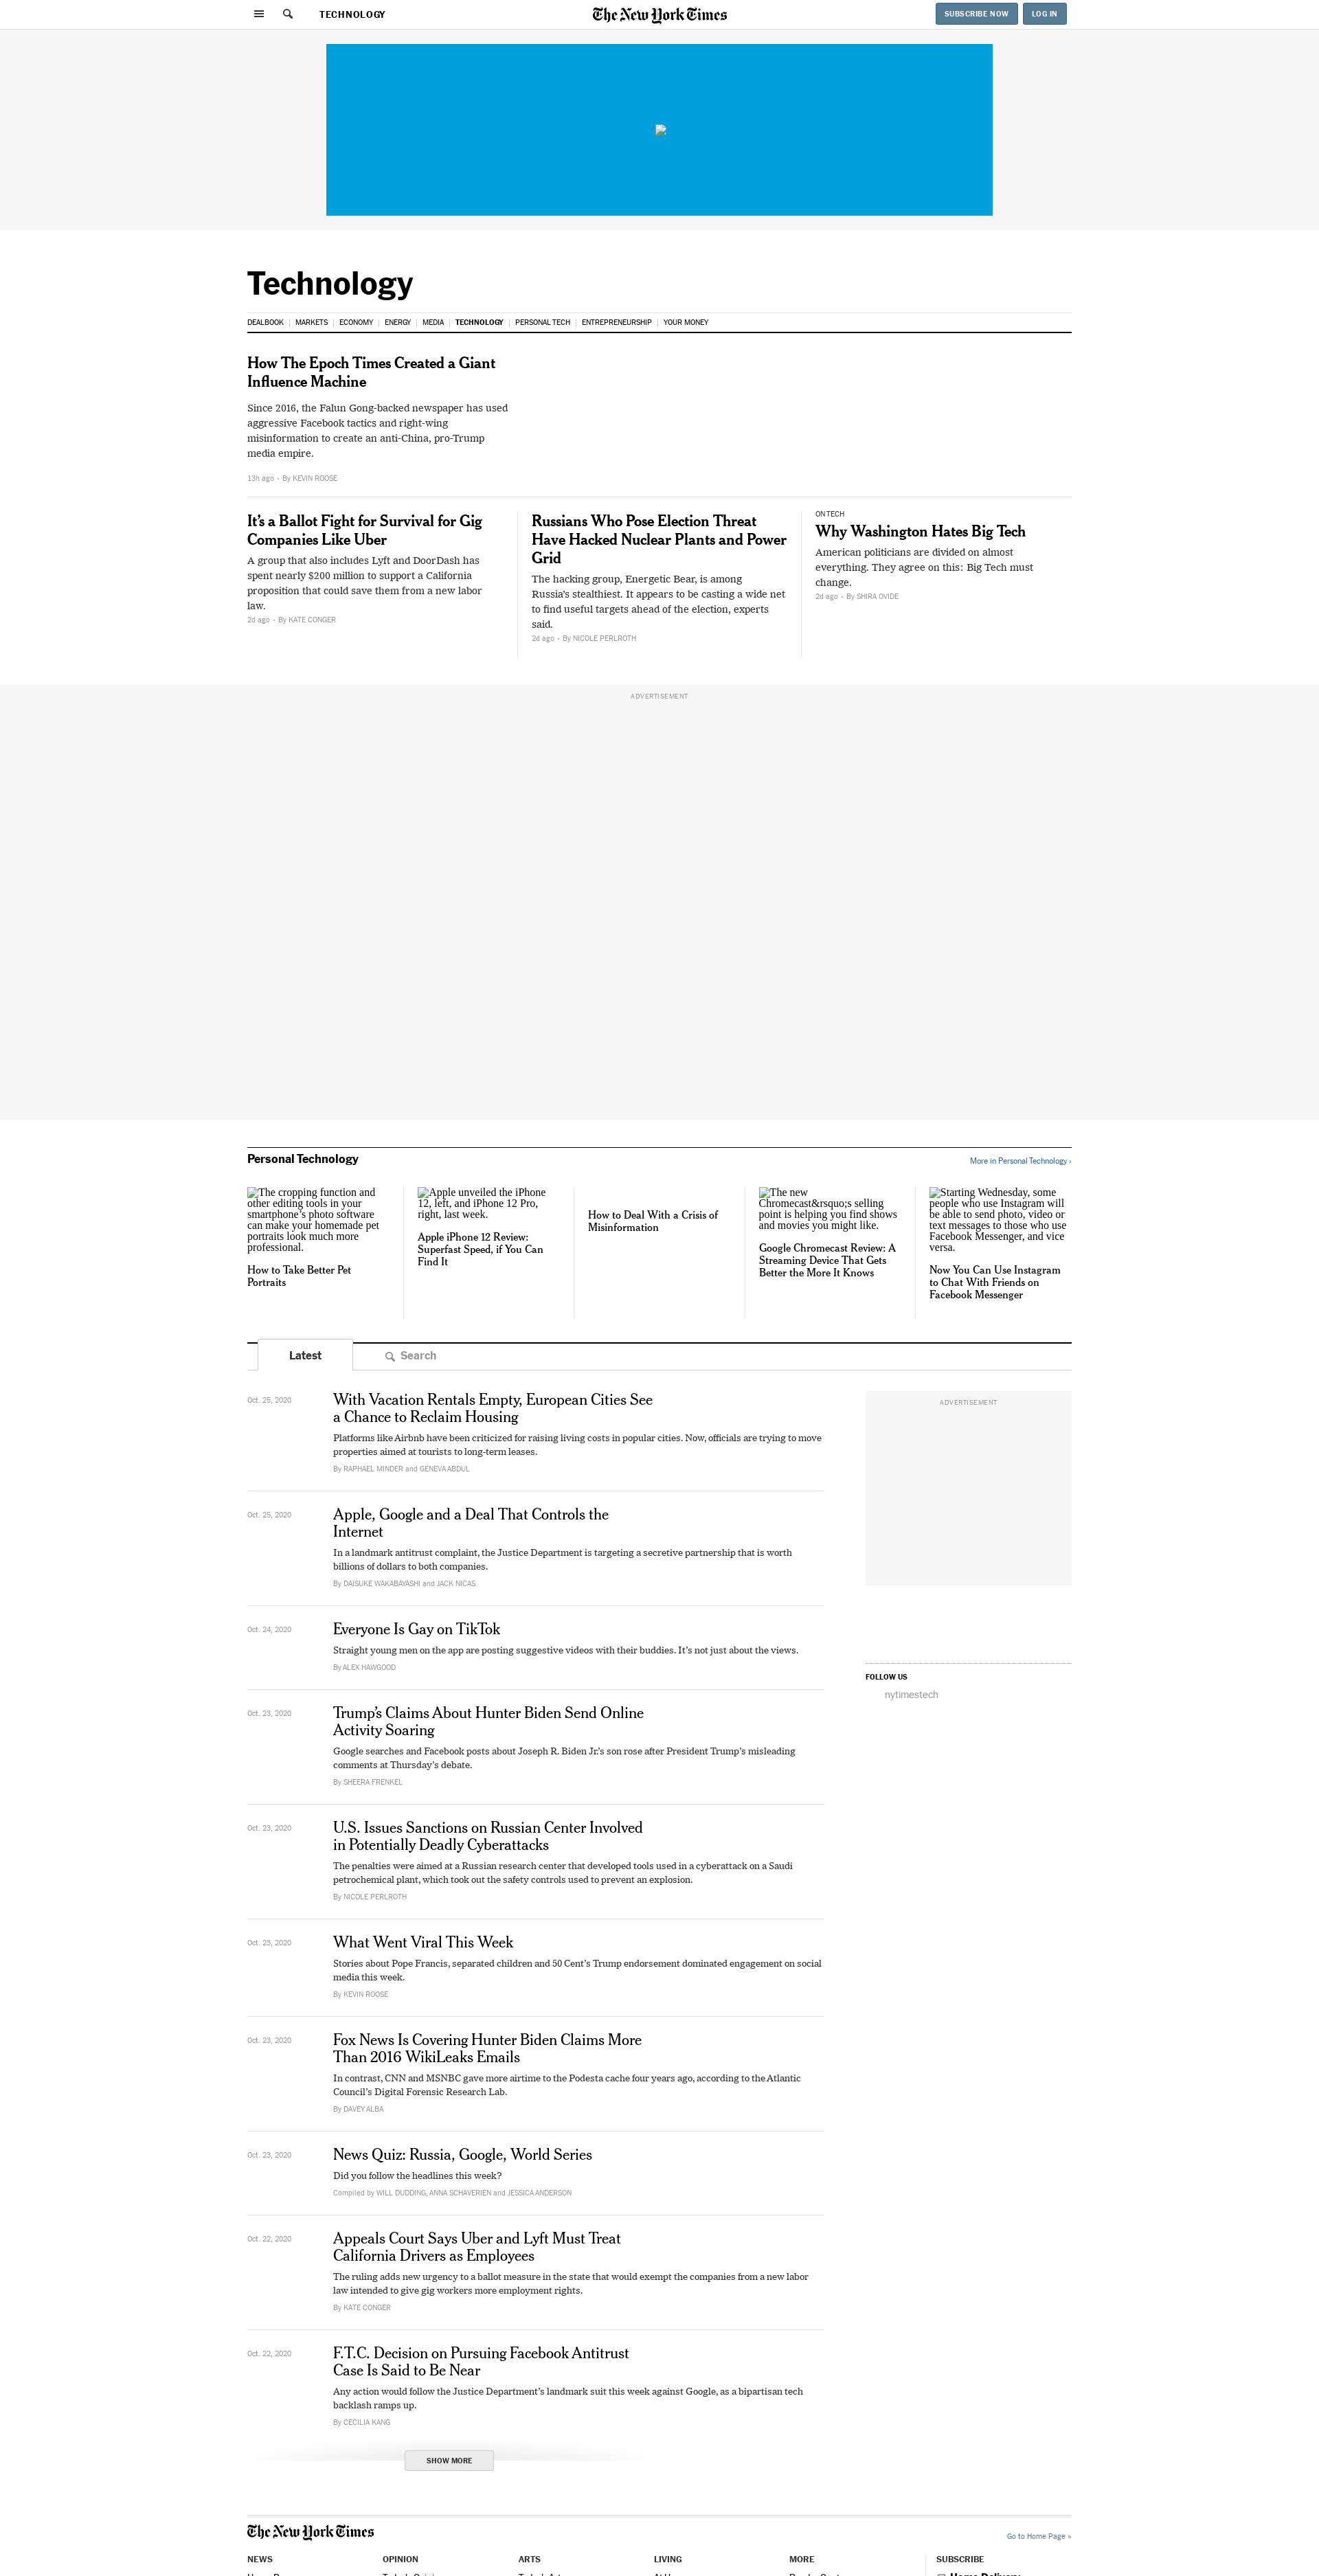 TECHNOLOGY
The New York Times
SUBSCRIBE NOW
LOG IN
Technology
DEALBOOK
MARKETS
ECONOMY
ENERGY
MEDIA
TECHNOLOGY
PERSONAL TECH
ENTREPRENEURSHIP
YOUR MONEY
How The Epoch Times Created a Giant
Influence Machine
Since 2016, the Falun Gong-backed newspaper has used
aggressive Facebook tactics and right-wing
misinformation to create an anti-China, pro-Trump
media empire.
13h ago • By KEVIN ROOSE
It’s a Ballot Fight for Survival for Gig
Companies Like Uber
A group that also includes Lyft and DoorDash has
spent nearly $200 million to support a California
proposition that could save them from a new labor
law.
2d ago • By KATE CONGER
Russians Who Pose Election Threat
Have Hacked Nuclear Plants and Power
Grid
The hacking group, Energetic Bear, is among
Russia’s stealthiest. It appears to be casting a wide net
to find useful targets ahead of the election, experts
said.
2d ago • By NICOLE PERLROTH
ON TECH
Why Washington Hates Big Tech
American politicians are divided on almost
everything. They agree on this: Big Tech must
change.
2d ago • By SHIRA OVIDE
ADVERTISEMENT
Personal Technology
More in Personal Technology ›
The cropping function and
other editing tools in your
smartphone’s photo software
can make your homemade pet
portraits look much more
professional.
How to Take Better Pet
Portraits
Apple unveiled the iPhone
12, left, and iPhone 12 Pro,
right, last week.
Apple iPhone 12 Review:
Superfast Speed, if You Can
Find It
How to Deal With a Crisis of
Misinformation
The new
Chromecast&rsquo;s selling
point is helping you find shows
and movies you might like.
Google Chromecast Review: A
Streaming Device That Gets
Better the More It Knows
Starting Wednesday, some
people who use Instagram will
be able to send photo, video or
text messages to those who use
Facebook Messenger, and vice
versa.
Now You Can Use Instagram
to Chat With Friends on
Facebook Messenger
Latest
Search
Oct. 25, 2020
With Vacation Rentals Empty, European Cities See
a Chance to Reclaim Housing
Platforms like Airbnb have been criticized for raising living costs in popular cities. Now, officials are trying to move
properties aimed at tourists to long-term leases.
By RAPHAEL MINDER and GENEVA ABDUL
Oct. 25, 2020
Apple, Google and a Deal That Controls the
Internet
In a landmark antitrust complaint, the Justice Department is targeting a secretive partnership that is worth
billions of dollars to both companies.
By DAISUKE WAKABAYASHI and JACK NICAS
Oct. 24, 2020
Everyone Is Gay on TikTok
Straight young men on the app are posting suggestive videos with their buddies. It’s not just about the views.
By ALEX HAWGOOD
Oct. 23, 2020
Trump’s Claims About Hunter Biden Send Online
Activity Soaring
Google searches and Facebook posts about Joseph R. Biden Jr.’s son rose after President Trump’s misleading
comments at Thursday’s debate.
By SHEERA FRENKEL
Oct. 23, 2020
U.S. Issues Sanctions on Russian Center Involved
in Potentially Deadly Cyberattacks
The penalties were aimed at a Russian research center that developed tools used in a cyberattack on a Saudi
petrochemical plant, which took out the safety controls used to prevent an explosion.
By NICOLE PERLROTH
Oct. 23, 2020
What Went Viral This Week
Stories about Pope Francis, separated children and 50 Cent’s Trump endorsement dominated engagement on social
media this week.
By KEVIN ROOSE
Oct. 23, 2020
Fox News Is Covering Hunter Biden Claims More
Than 2016 WikiLeaks Emails
In contrast, CNN and MSNBC gave more airtime to the Podesta cache four years ago, according to the Atlantic
Council’s Digital Forensic Research Lab.
By DAVEY ALBA
Oct. 23, 2020
News Quiz: Russia, Google, World Series
Did you follow the headlines this week?
Compiled by WILL DUDDING, ANNA SCHAVERIEN and JESSICA ANDERSON
Oct. 22, 2020
Appeals Court Says Uber and Lyft Must Treat
California Drivers as Employees
The ruling adds new urgency to a ballot measure in the state that would exempt the companies from a new labor
law intended to give gig workers more employment rights.
By KATE CONGER
Oct. 22, 2020
F.T.C. Decision on Pursuing Facebook Antitrust
Case Is Said to Be Near
Any action would follow the Justice Department’s landmark suit this week against Google, as a bipartisan tech
backlash ramps up.
By CECILIA KANG
SHOW MORE
ADVERTISEMENT
FOLLOW US
nytimestech
The New York Times
Go to Home Page »
NEWS
OPINION
ARTS
LIVING
MORE
SUBSCRIBE